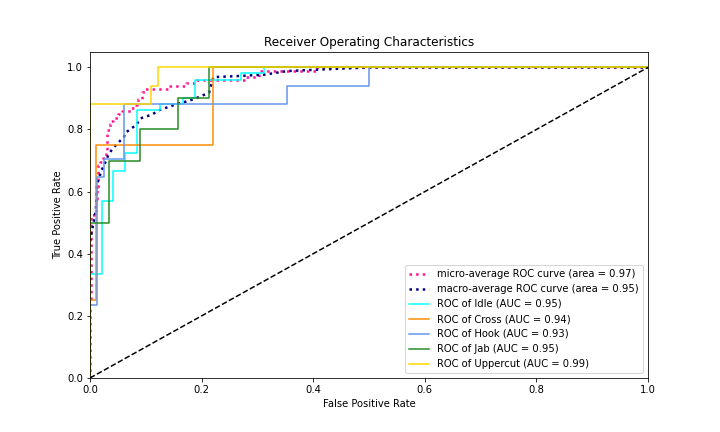 Receiver Operating Characteristics
1.0
0.8
0.6
0.4
0.2
0.0
True Positive Rate
micro-average ROC curve (area = 0.97)
macro-average ROC curve (area = 0.95)
ROC of Idle (AUC = 0.95)
ROC of Cross (AUC = 0.94)
ROC of Hook (AUC = 0.93)
ROC of Jab (AUC = 0.95)
ROC of Uppercut (AUC = 0.99)
0.0 0.2 0.4 0.6 0.8 1.0
False Positive Rate